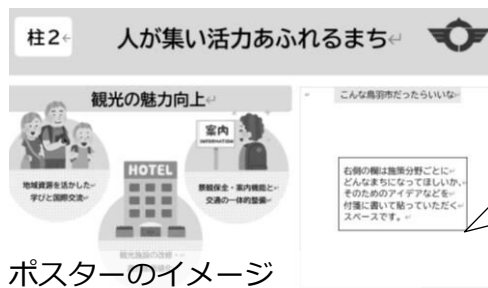 柱2
人が集い活力あふれるまち
観光の魅力向上
こんな鳥羽市だったらいいな
案内
INFORMATION
HOTEL
地域資源を活かした
学びと国際交流
景観保全・案内機能と
交通の一体的整備
右側の欄は施策分野ごとに
どんなまちになってほしいか、
そのためのアイデアなどを
付箋に書いて貼っていただく
スペースです。
観光施設の改修・
ポスターのイメージ